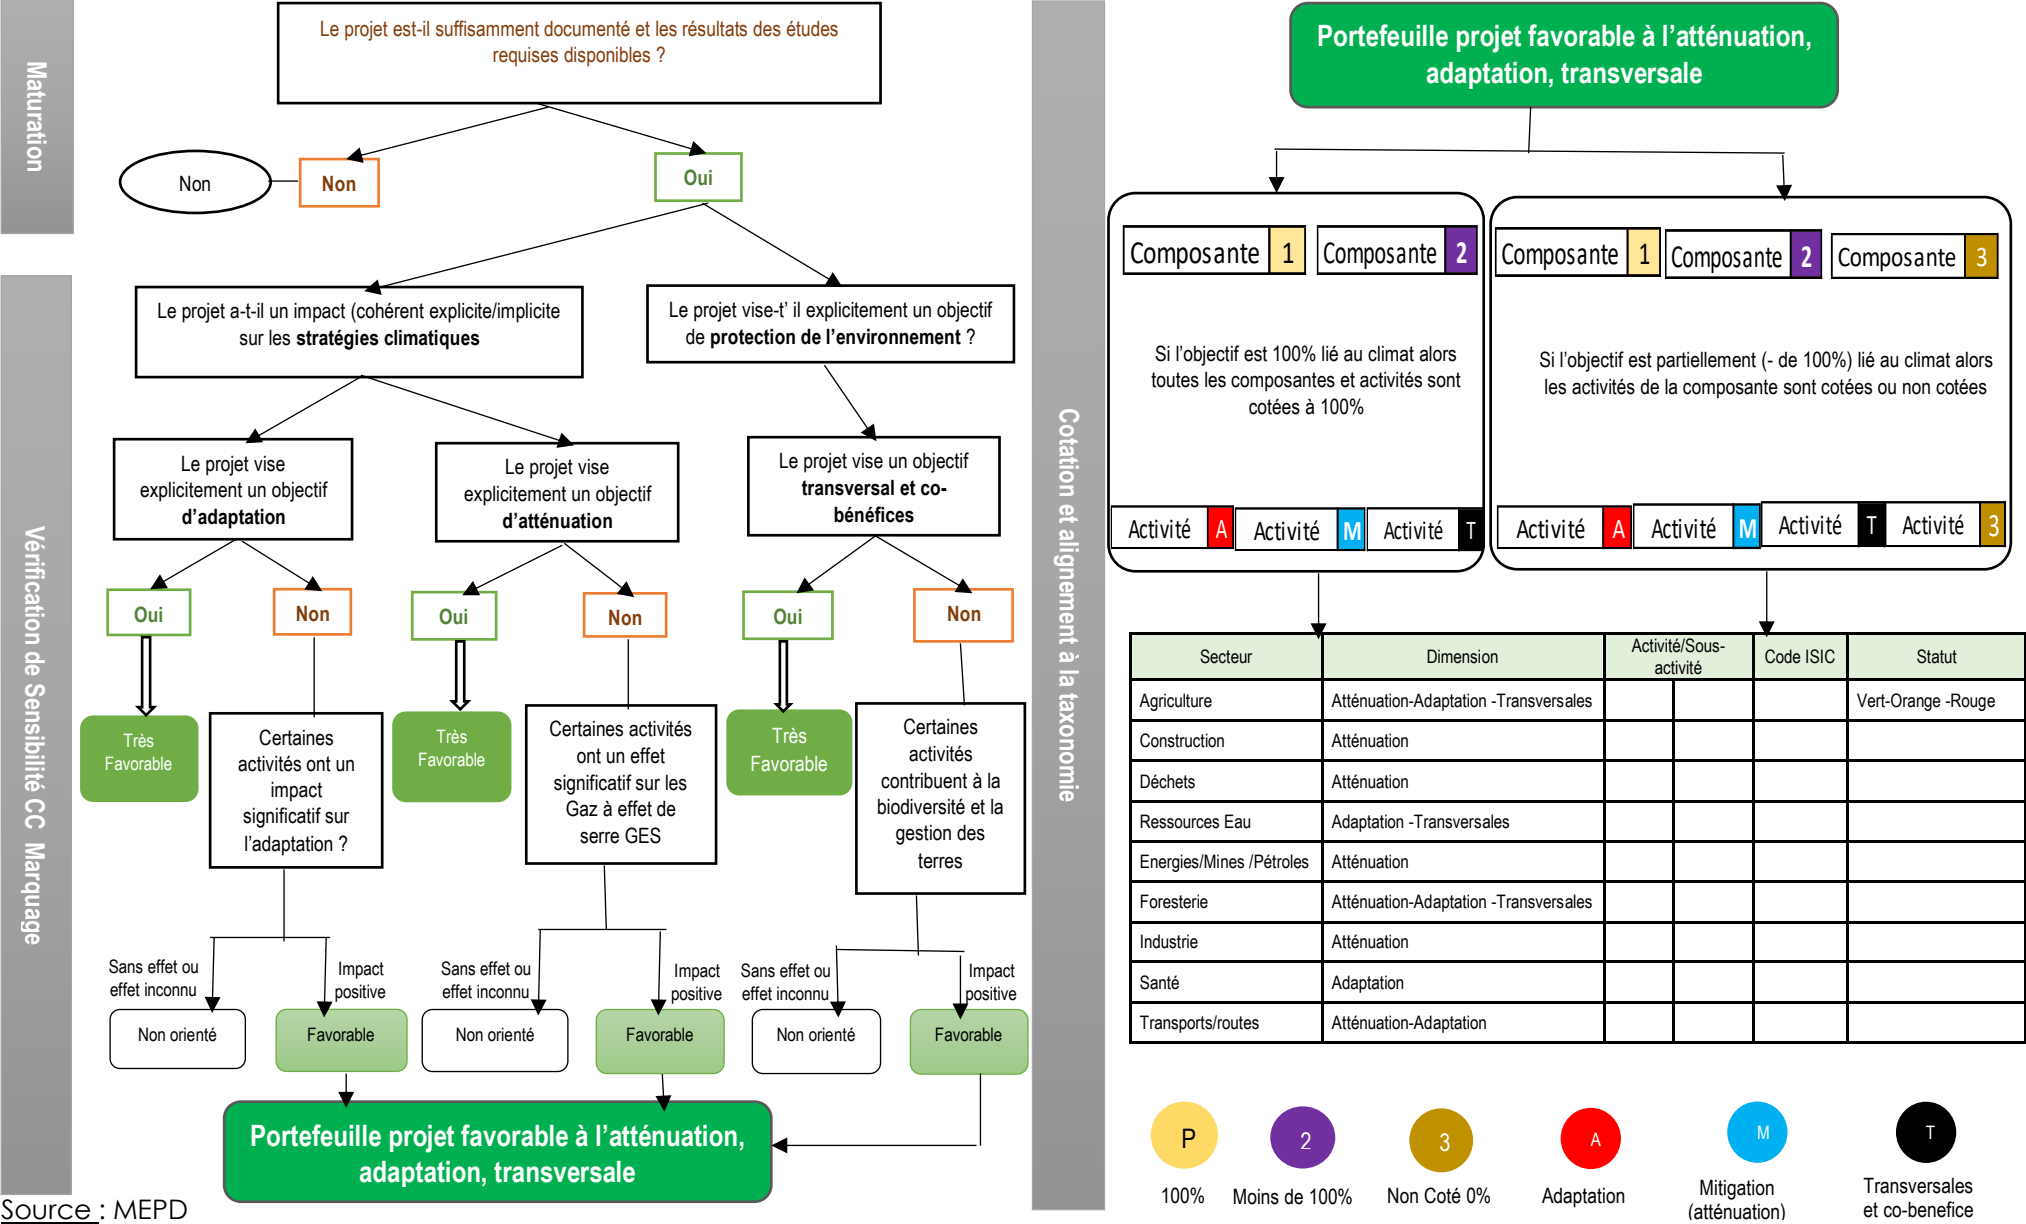 Maturation
Le projet est-il suffisamment documenté et les résultats des études
requises disponibles ?
Non
Non
Oui
Vérification de Sensibilité CC Marquage
Le projet a-t-il un impact (cohérent explicite/implicite
sur les stratégies climatiques
Le projet vise-t' il explicitement un objectif
de protection de l'environnement ?
Le projet vise
explicitement un objectif
d'adaptation
Le projet vise
explicitement un objectif
d'atténuation
Le projet vise un objectif
transversal et co-
bénéfices
Oui
Non
Oui
Non
Oui
Non
Très
Favorable
Certaines
activités ont un
impact
significatif sur
l'adaptation ?
Très
Favorable
Certaines activités
ont un effet
significatif sur les
Gaz à effet de
serre GES
Très
Favorable
Certaines
activités
contribuent à la
biodiversité et la
gestion des
terres
Sans effet ou
effet inconnu
Impact
positive
Sans effet ou
effet inconnu
Impact
positive
Sans effet ou
effet inconnu
Impact
positive
Non orienté
Favorable
Non orienté
Favorable
Non orienté
Favorable
Portefeuille projet favorable à l'atténuation,
adaptation, transversale
Source : MEPD
Cotation et alignement à la taxonomie
Portefeuille projet favorable à l'atténuation,
adaptation, transversale
Composante 1
Composante 2
Si l'objectif est 100% lié au climat alors
toutes les composantes et activités sont
cotées à 100%
Activité A
Activité M
Activité T
Composante 1
Composante 2
Composante 3
Si l'objectif est partiellement (- de 100%) lié au climat alors
les activités de la composante sont cotées ou non cotées
Activité A
Activité M
Activité T
Activité 3
Secteur Dimension Activité/Sous-
activité Code ISIC Statut
Agriculture Atténuation-Adaptation -Transversales Vert-Orange -Rouge
Construction Atténuation
Déchets Atténuation
Ressources Eau Adaptation -Transversales
Energies/Mines /Pétroles Atténuation
Foresterie Atténuation-Adaptation -Transversales
Industrie Atténuation
Santé Adaptation
Transports/routes Atténuation-Adaptation
P
100%
2
Moins de 100%
3
Non Coté 0%
A
Adaptation
M
Mitigation
(atténuation)
T
Transversales
et co-benefice